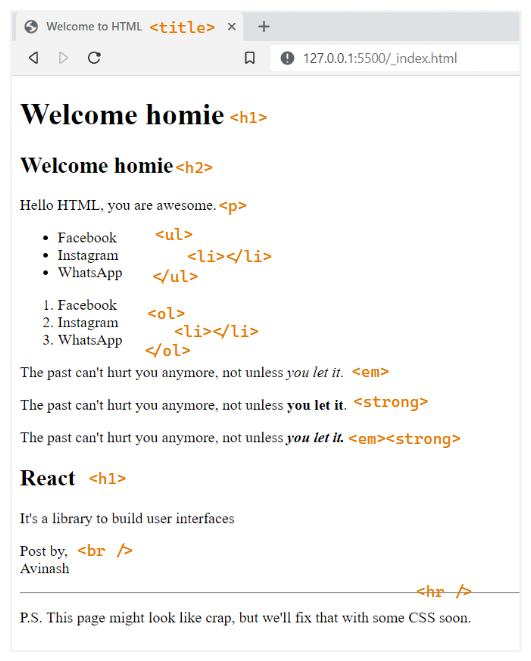 Welcome to HTML <title> × +
127.0.0.1:5500/_index.html
Welcome homie <h1>
Welcome homie <h2>
Hello HTML, you are awesome. <p>
• Facebook <ul>
• Instagram <li></li>
• WhatsApp </ul>
1. Facebook <ol>
2. Instagram <li></li>
3. WhatsApp </ol>
The past can't hurt you anymore, not unless you let it. <em>
The past can't hurt you anymore, not unless you let it. <strong>
The past can't hurt you anymore, not unless you let it. <em><strong>
React <h1>
It's a library to build user interfaces
Post by, <br />
Avinash
<hr />
P.S. This page might look like crap, but we'll fix that with some CSS soon.